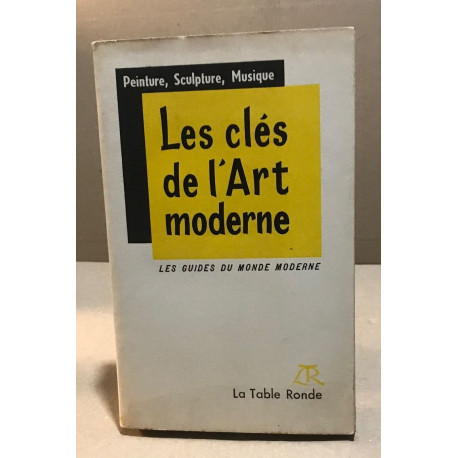 Peinture, Sculpture, Musique
Les clés
de l'Art
moderne
LES GUIDES DU MONDE MODERNE
TR
La Table Ronde